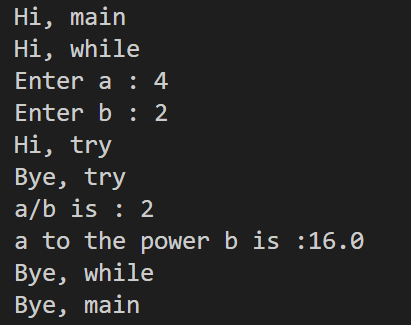 Hi, main
Hi, while
Enter a : 4
Enter b : 2
Hi, try
Bye, try
a/b is : 2
a to the power b is :16.0
Bye, while
Bye, main